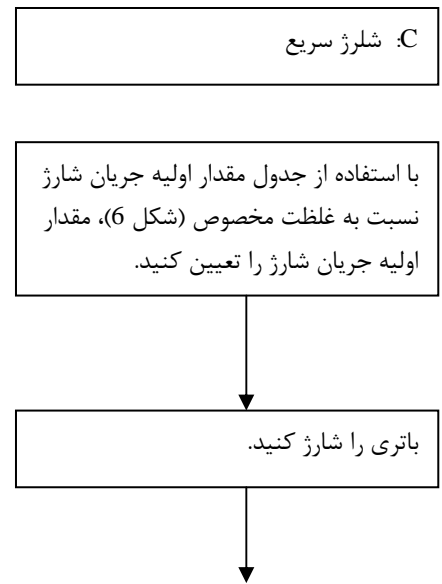 C: شلرژ سریع
با استفاده از جدول مقدار اولیه جریان شارژ
نسبت به غلظت مخصوص (شکل 6)، مقدار
اولیه جریان شارژ را تعیین کنید.
باتری را شارژ کنید.